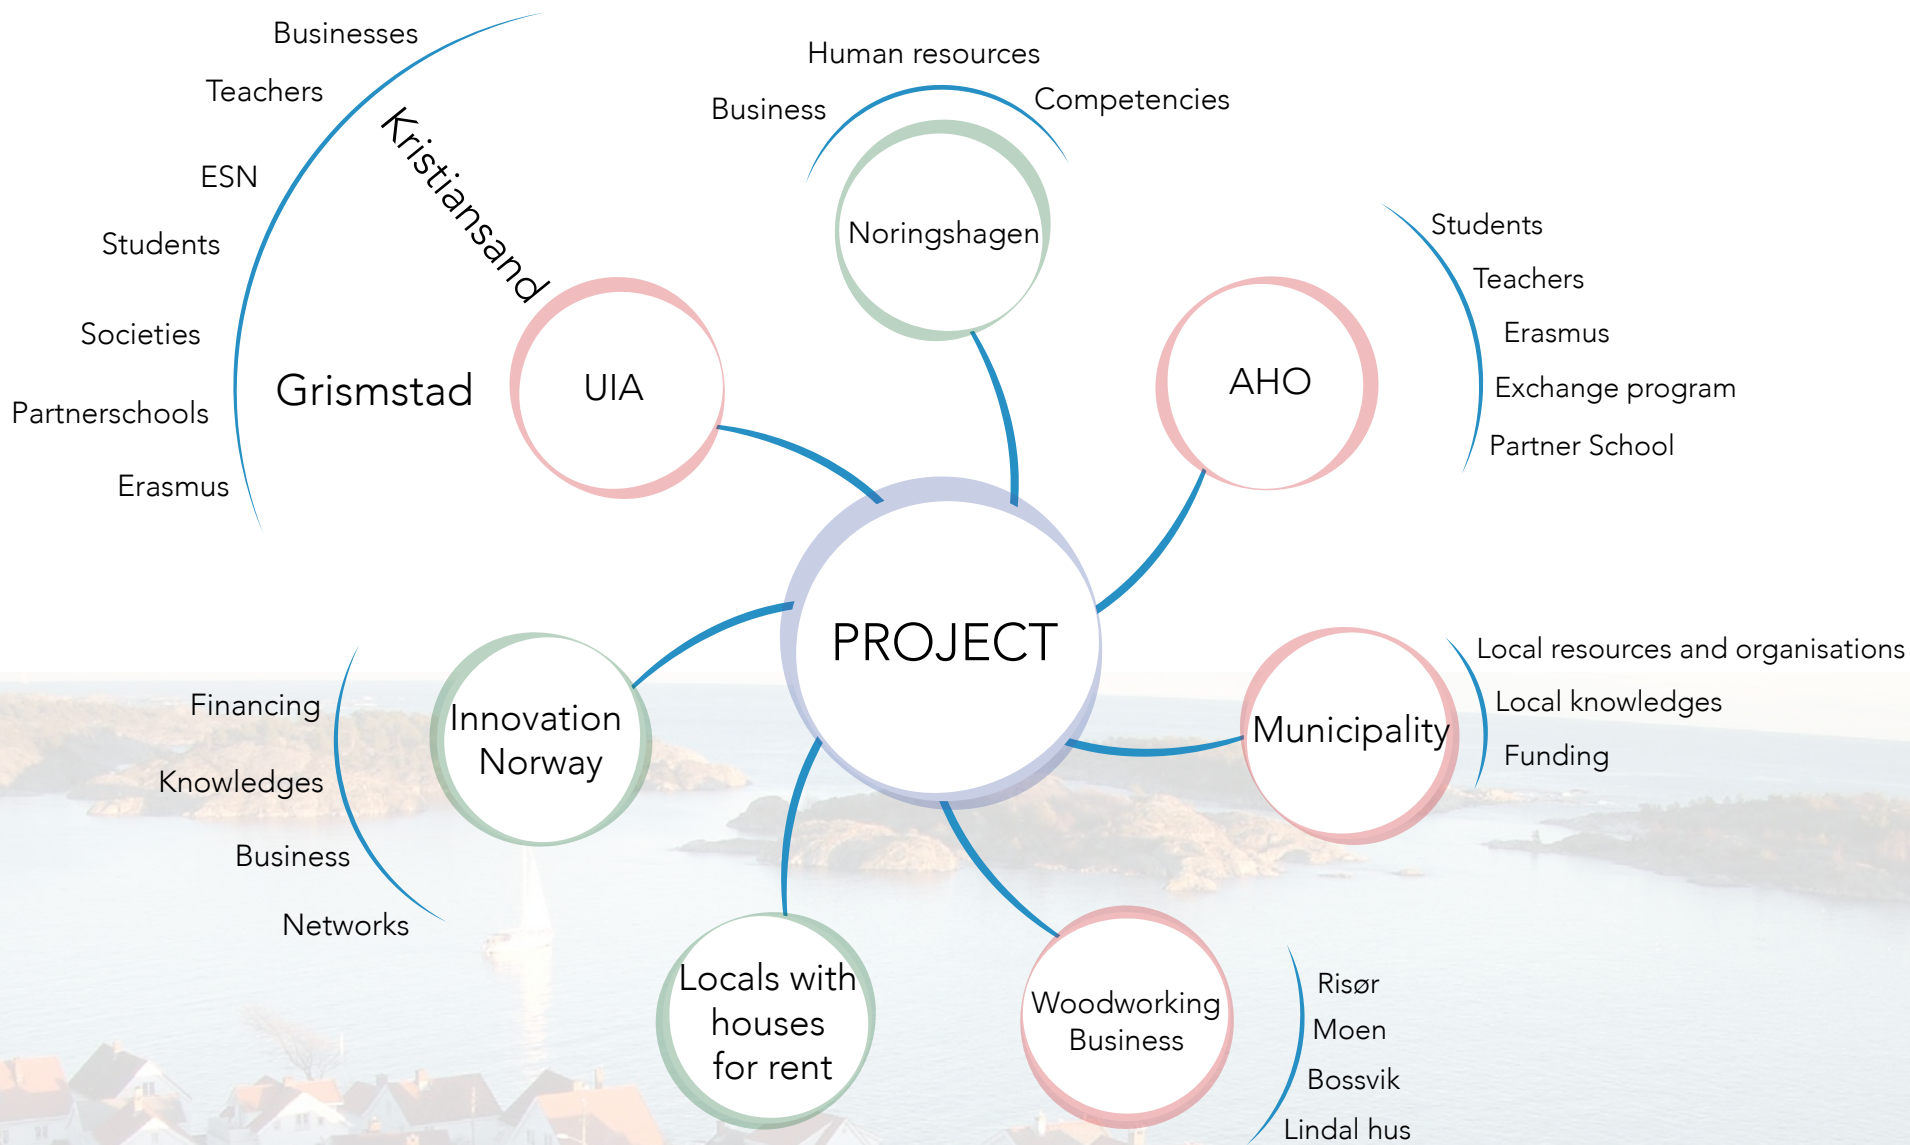 Businesses
Teachers
ESN
Students
Societies
Partnerschools
Erasmus
Kristiansand
Grismstad
UIA
Human resources
Business
Competencies
Noringshagen
AHO
Students
Teachers
Erasmus
Exchange program
Partner School
PROJECT
Innovation
Norway
Financing
Knowledges
Business
Networks
Municipality
Local resources and organisations
Local knowledges
Funding
Locals with
houses
for rent
Woodworking
Business
Risør
Moen
Bossvik
Lindal hus